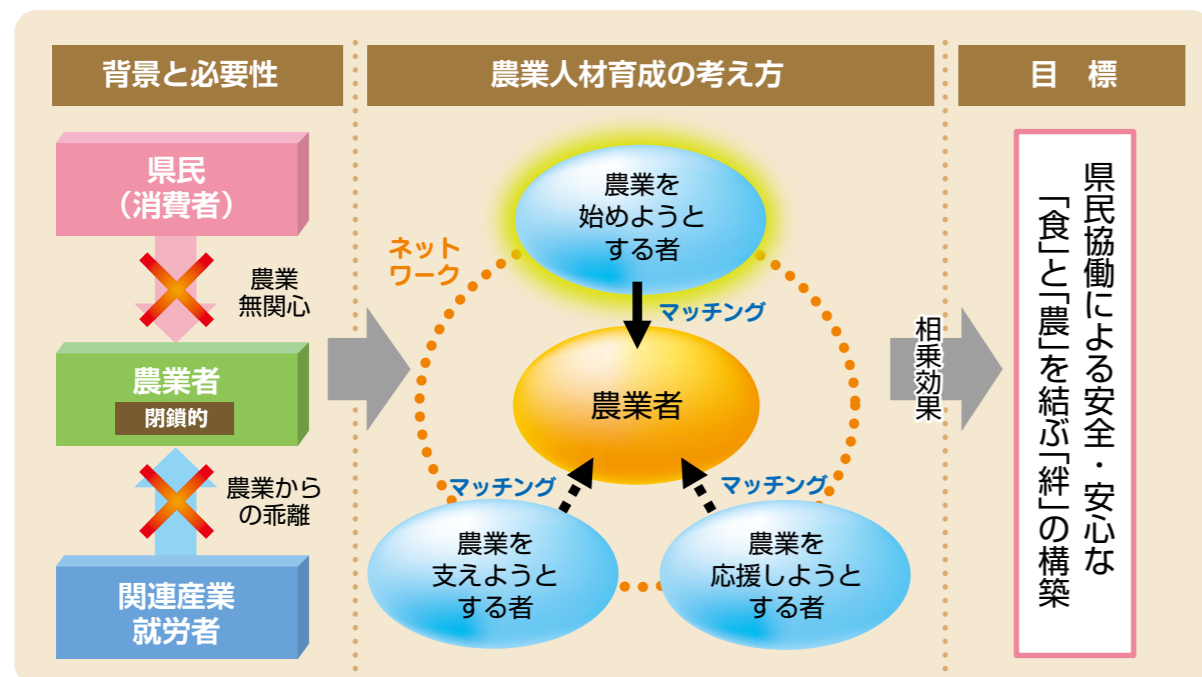 背景と必要性
県民
（消費者）
農業
無関心
農業者
閉鎖的
農業から
の乖離
関連産業
就労者
農業人材育成の考え方
農業を
始めようと
する者
ネット
ワーク
マッチング
農業者
マッチング
マッチング
農業を
支えようと
する者
農業を
応援しようと
する者
相乗効果
目　標
県民協働による安全・安心な
「食」と「農」を結ぶ「絆」の構築